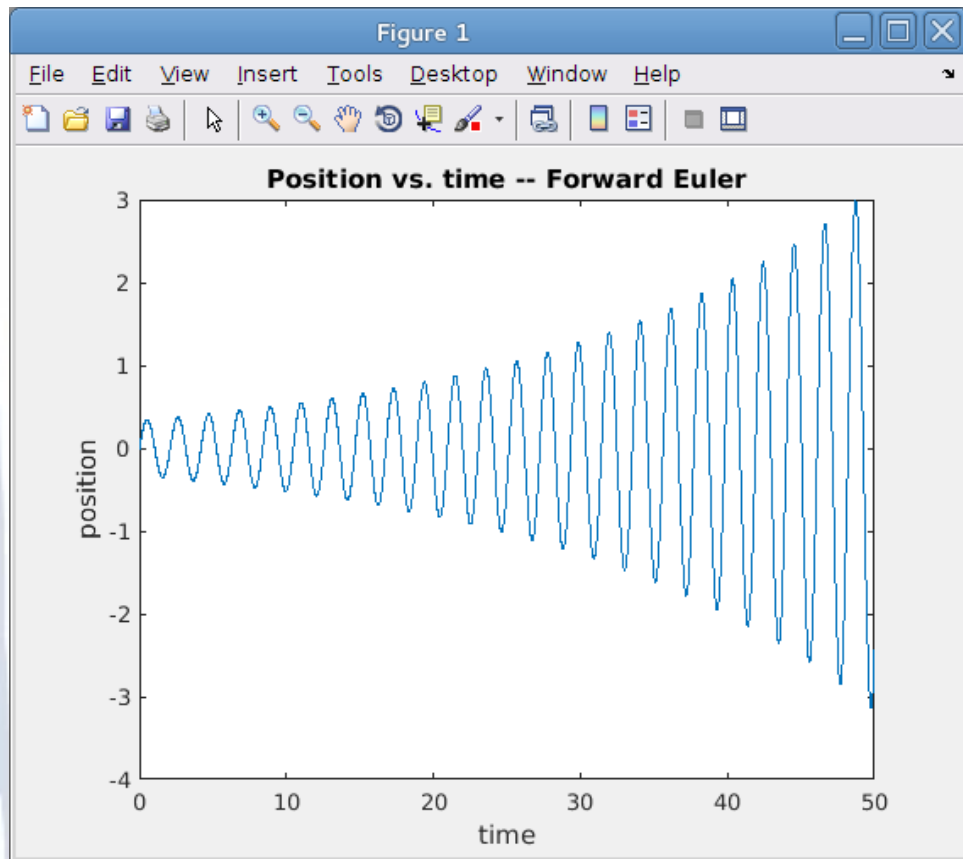 Figure 1
File Edit View Insert Tools Desktop Window Help
Position vs. time -- Forward Euler
3
2
1
0
-1
-2
-3
-4
position
0 10 20 30 40 50
time